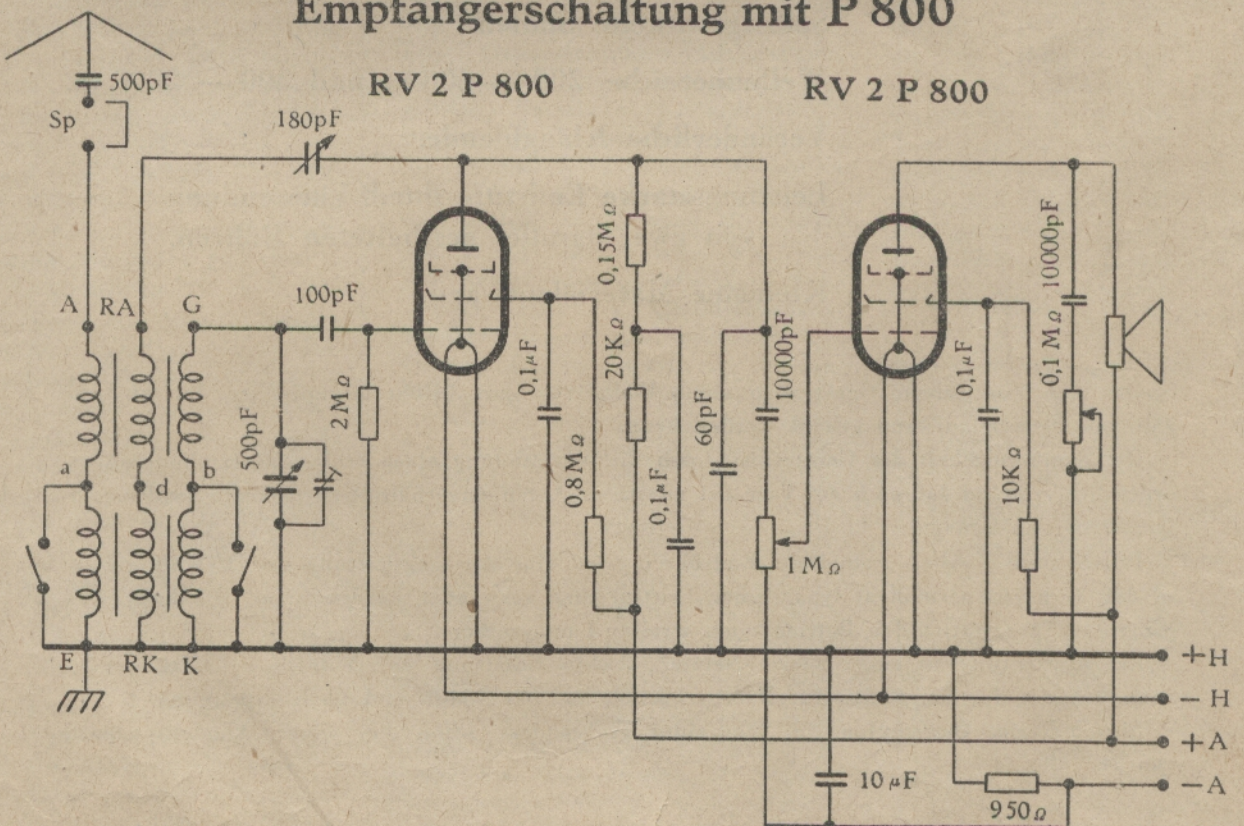 Empfängerschaltung mit P 800
RV 2 P 800
RV 2 P 800
500pF
Sp
180pF
A
RA
G
100pF
a
d
b
500pF
2MΩ
0,1µF
0,8MΩ
0,15MΩ
20KΩ
0,1µF
60pF
10000pF
1MΩ
0,1µF
10KΩ
10000pF
0,1MΩ
E
RK
K
+H
– H
+A
–A
10µF
950Ω